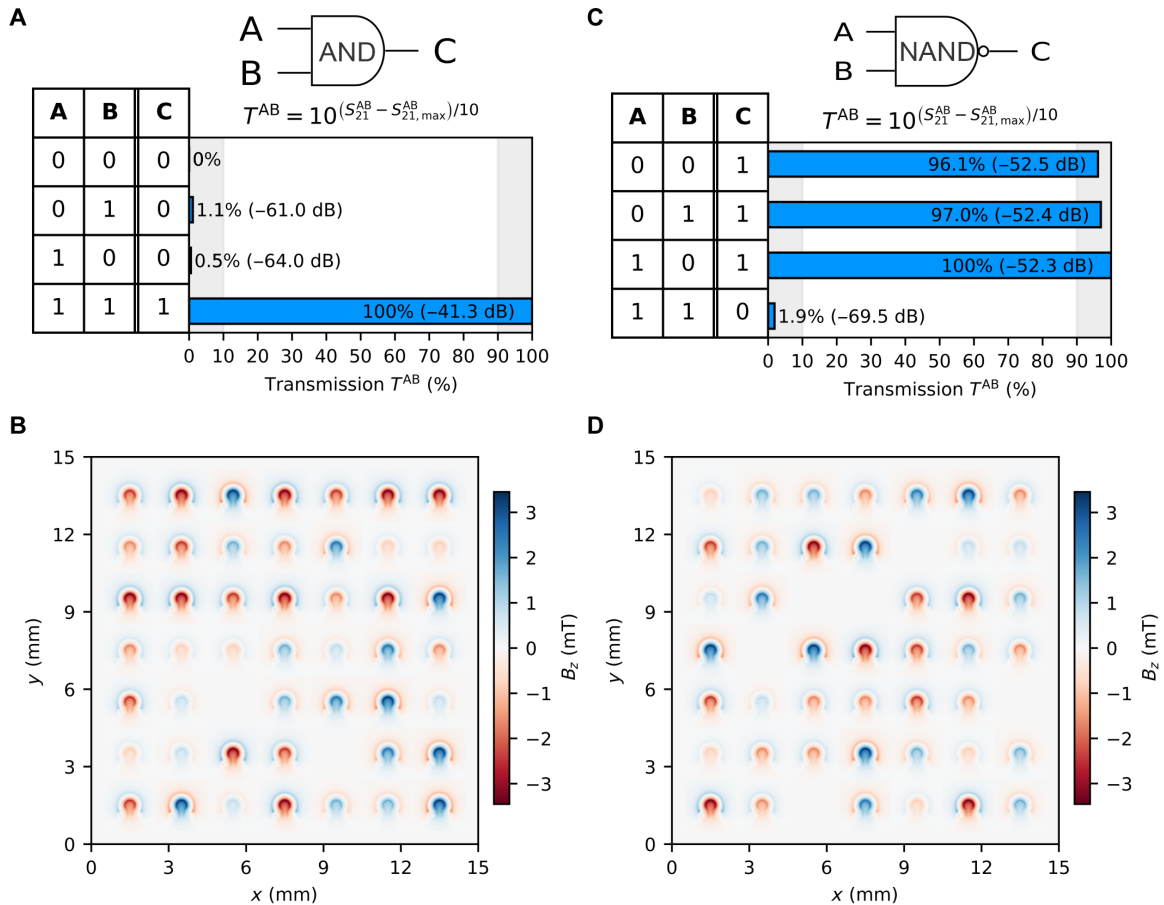 A
A
B
AND
C
T^AB = 10^(S_21^AB − S_21,max^AB)/10
A B C
0 0 0 0%
0 1 0 1.1% (−61.0 dB)
1 0 0 0.5% (−64.0 dB)
1 1 1 100% (−41.3 dB)
0 10 20 30 40 50 60 70 80 90 100
Transmission T^AB (%)
C
A
B
NAND
C
T^AB = 10^(S_21^AB − S_21,max^AB)/10
A B C
0 0 1 96.1% (−52.5 dB)
0 1 1 97.0% (−52.4 dB)
1 0 1 100% (−52.3 dB)
1 1 0 1.9% (−69.5 dB)
0 10 20 30 40 50 60 70 80 90 100
Transmission T^AB (%)
B
15
12
9
6
3
0
y (mm)
0 3 6 9 12 15
x (mm)
3
2
1
0
−1
−2
−3
B_z (mT)
D
15
12
9
6
3
0
y (mm)
0 3 6 9 12 15
x (mm)
3
2
1
0
−1
−2
−3
B_z (mT)